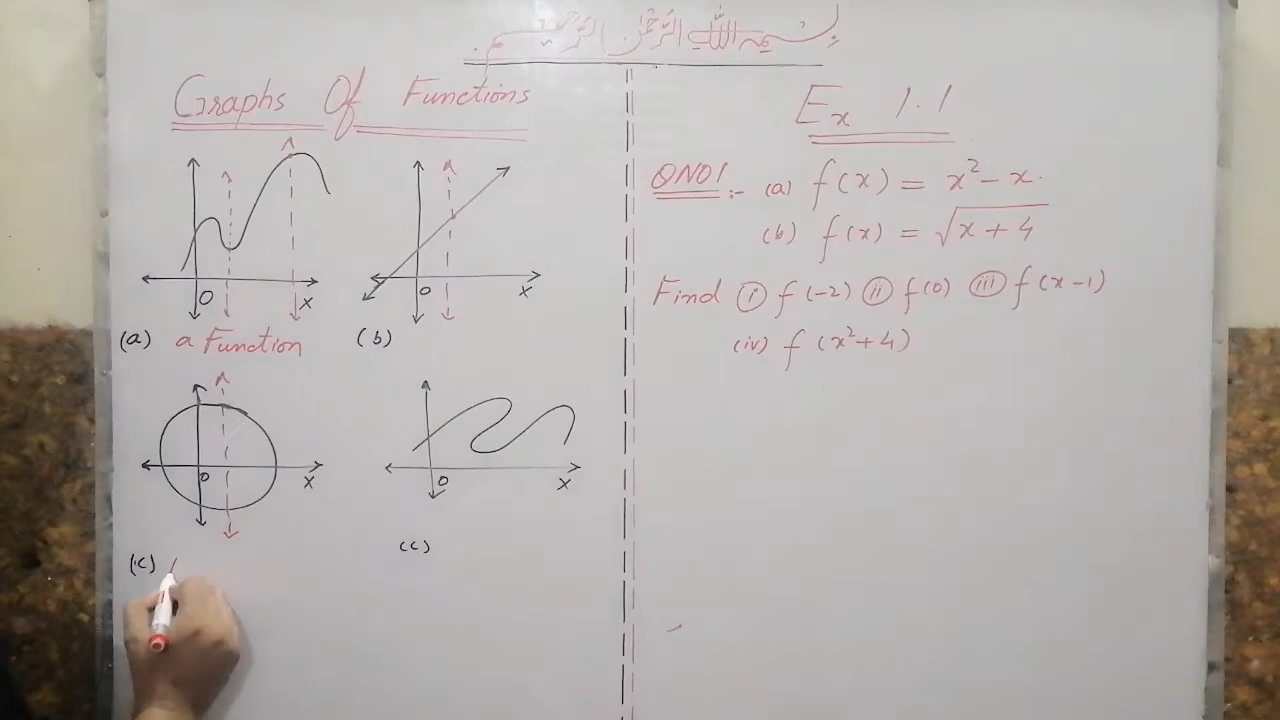 بسم الله الرحمن الرحيم
Graphs Of Functions
O
X
O
X
(a) a Function
(b)
O
X
O
X
(c)
(c)
Ex 1.1
QNO1:- (a) f(x) = x² - x.
(b) f(x) = √x + 4
Find (i) f(-2) (ii) f(0) (iii) f(x-1)
(iv) f(x²+4)